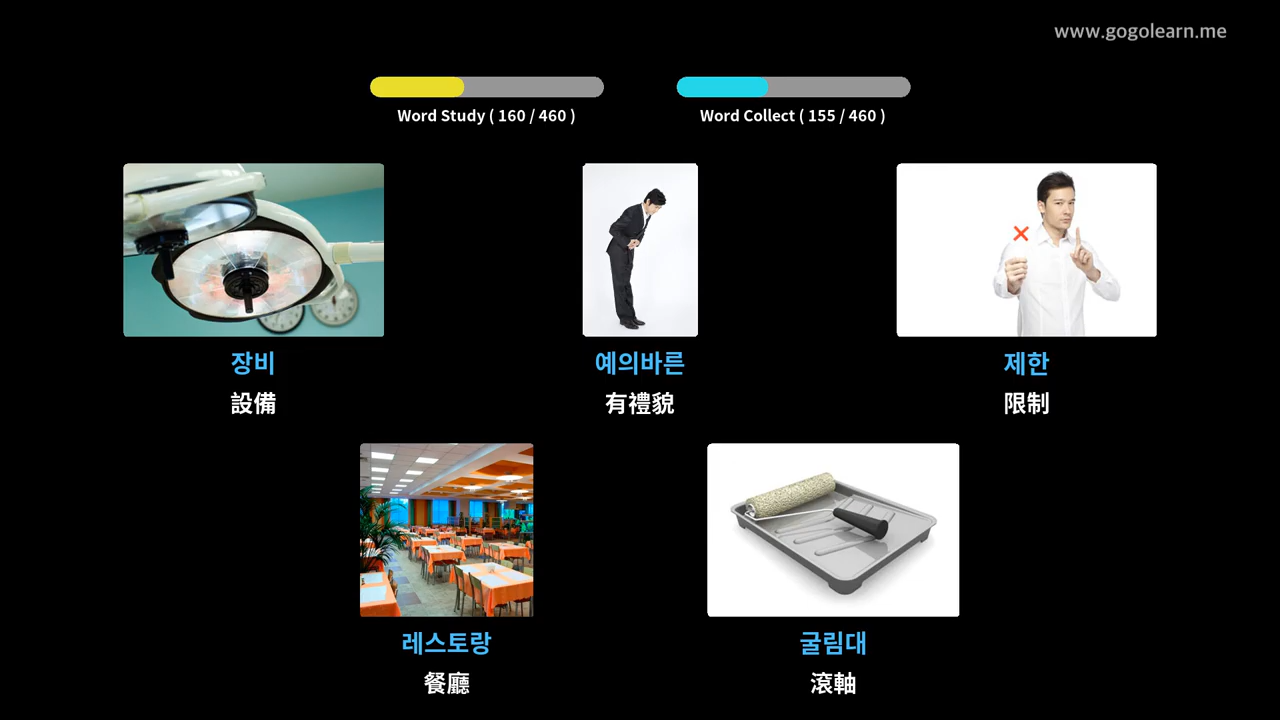 www.gogolearn.me
Word Study ( 160 / 460 )
Word Collect ( 155 / 460 )
장비
設備
예의바른
有禮貌
제한
限制
레스토랑
餐廳
굴림대
滾軸